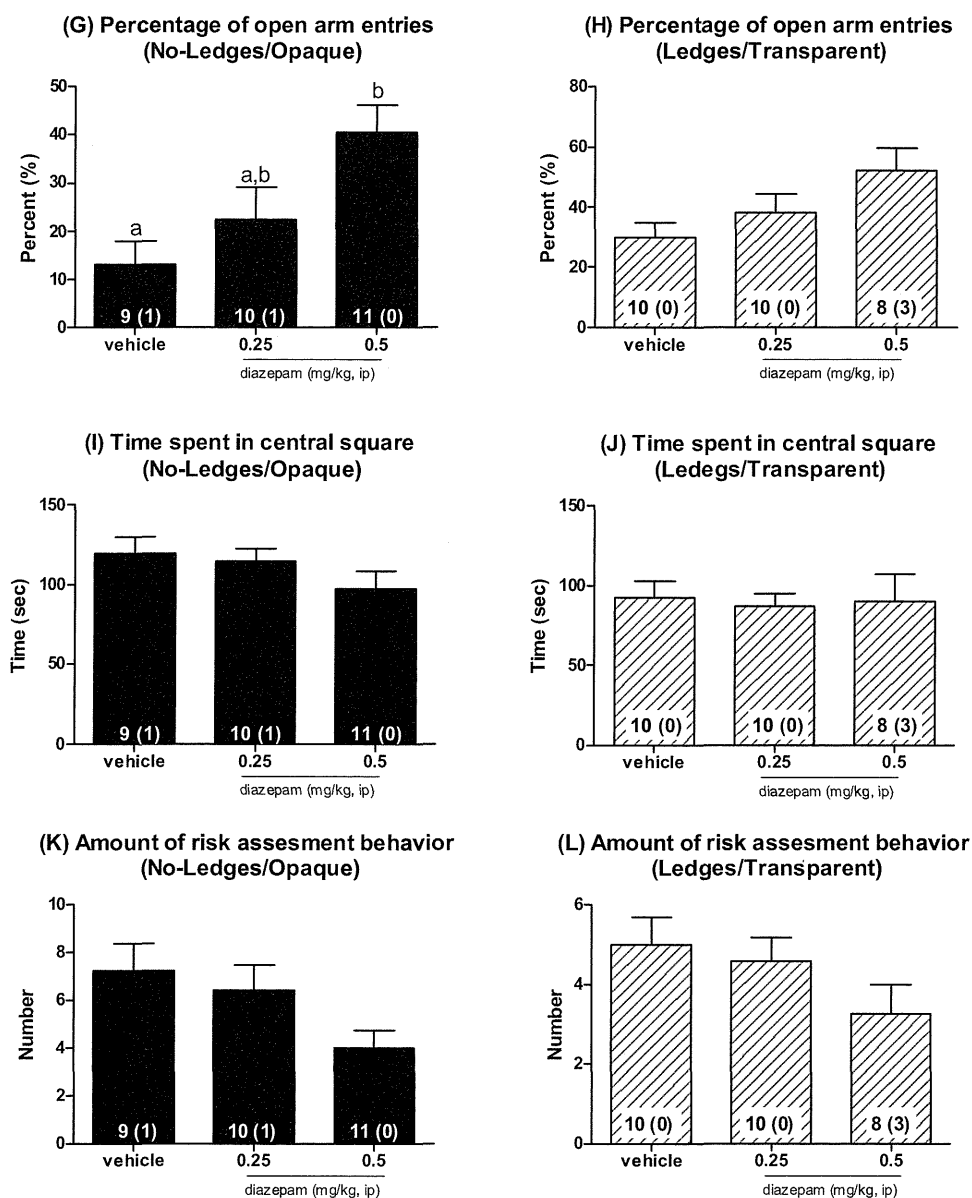 (G) Percentage of open arm entries
(No-Ledges/Opaque)
50
40
30
20
10
0
Percent (%)
a
a,b
b
9 (1)
10 (1)
11 (0)
vehicle
0.25
0.5
diazepam (mg/kg, ip)
(H) Percentage of open arm entries
(Ledges/Transparent)
80
60
40
20
0
Percent (%)
10 (0)
10 (0)
8 (3)
vehicle
0.25
0.5
diazepam (mg/kg, ip)
(I) Time spent in central square
(No-Ledges/Opaque)
150
100
50
0
Time (sec)
9 (1)
10 (1)
11 (0)
vehicle
0.25
0.5
diazepam (mg/kg, ip)
(J) Time spent in central square
(Ledegs/Transparent)
150
100
50
0
Time (sec)
10 (0)
10 (0)
8 (3)
vehicle
0.25
0.5
diazepam (mg/kg, ip)
(K) Amount of risk assesment behavior
(No-Ledges/Opaque)
10
8
6
4
2
0
Number
9 (1)
10 (1)
11 (0)
vehicle
0.25
0.5
diazepam (mg/kg, ip)
(L) Amount of risk assesment behavior
(Ledges/Transparent)
6
4
2
0
Number
10 (0)
10 (0)
8 (3)
vehicle
0.25
0.5
diazepam (mg/kg, ip)